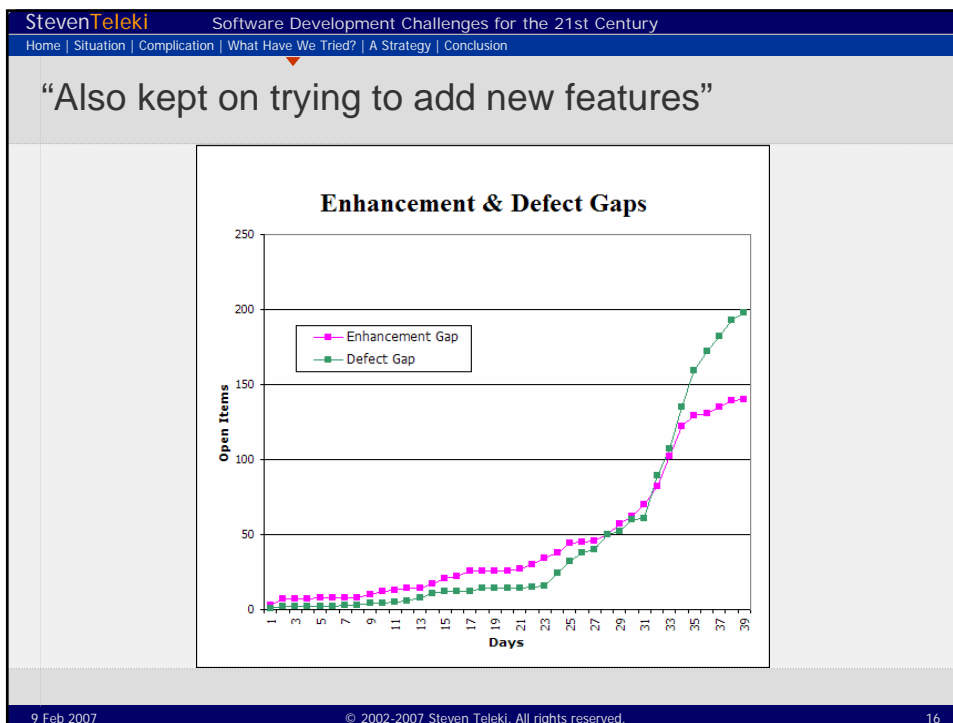 StevenTeleki Software Development Challenges for the 21st Century
Home | Situation | Complication | What Have We Tried? | A Strategy | Conclusion
“Also kept on trying to add new features”
Enhancement & Defect Gaps
250
200
150
100
50
0
Open Items
Enhancement Gap
Defect Gap
1 3 5 7 9 11 13 15 17 19 21 23 25 27 29 31 33 35 37 39
Days
9 Feb 2007 © 2002-2007 Steven Teleki. All rights reserved. 16